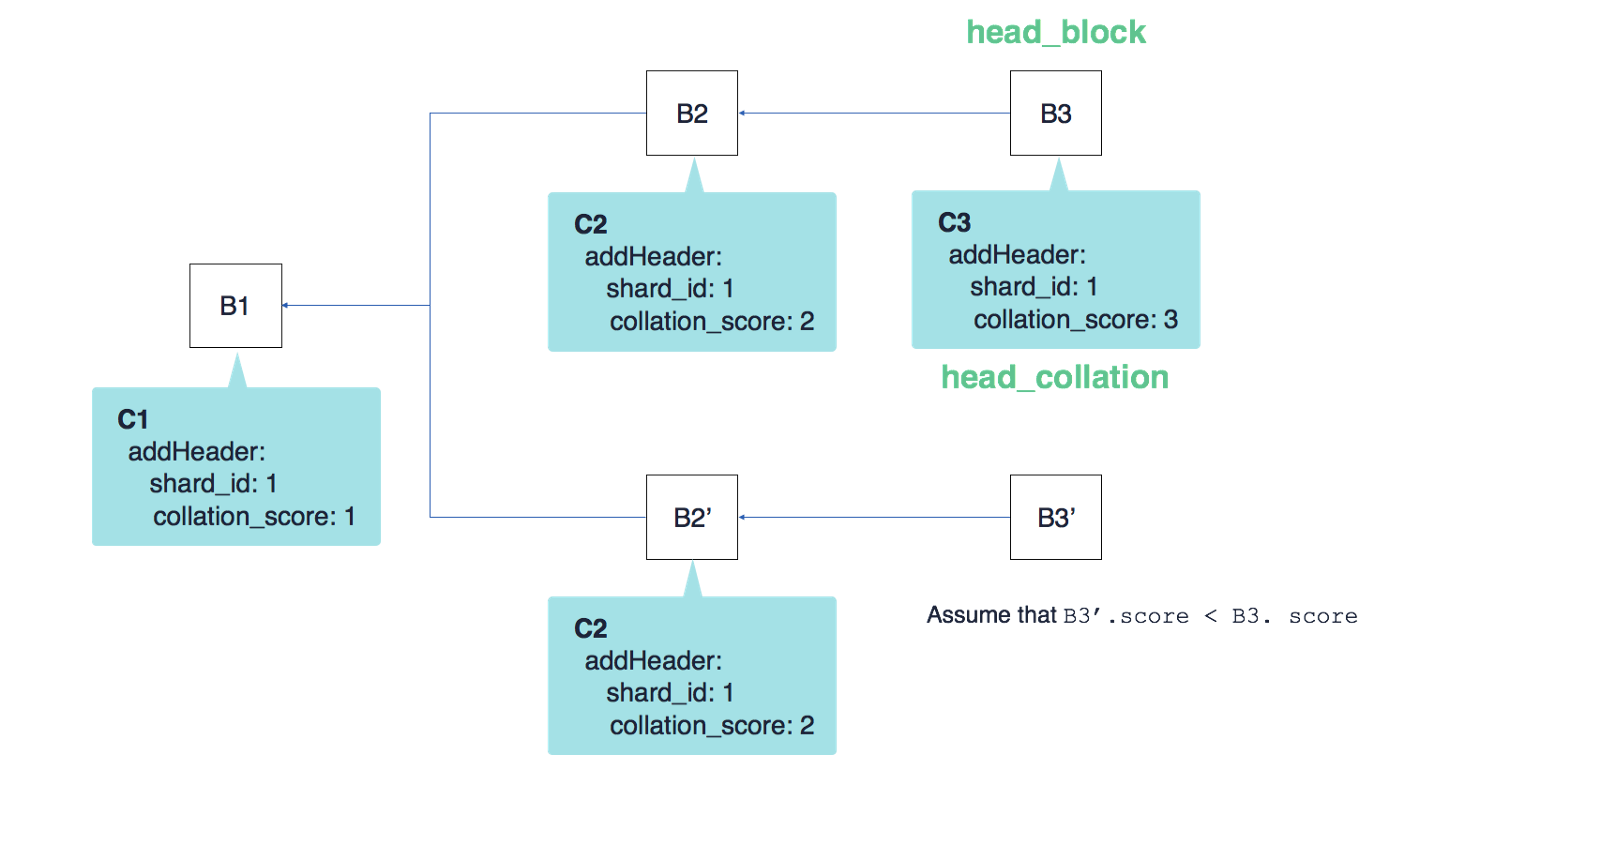 head_block
B2
B3
C2
addHeader:
shard_id: 1
collation_score: 2
C3
addHeader:
shard_id: 1
collation_score: 3
head_collation
B1
C1
addHeader:
shard_id: 1
collation_score: 1
B2’
B3’
C2
addHeader:
shard_id: 1
collation_score: 2
Assume that B3’.score < B3. score